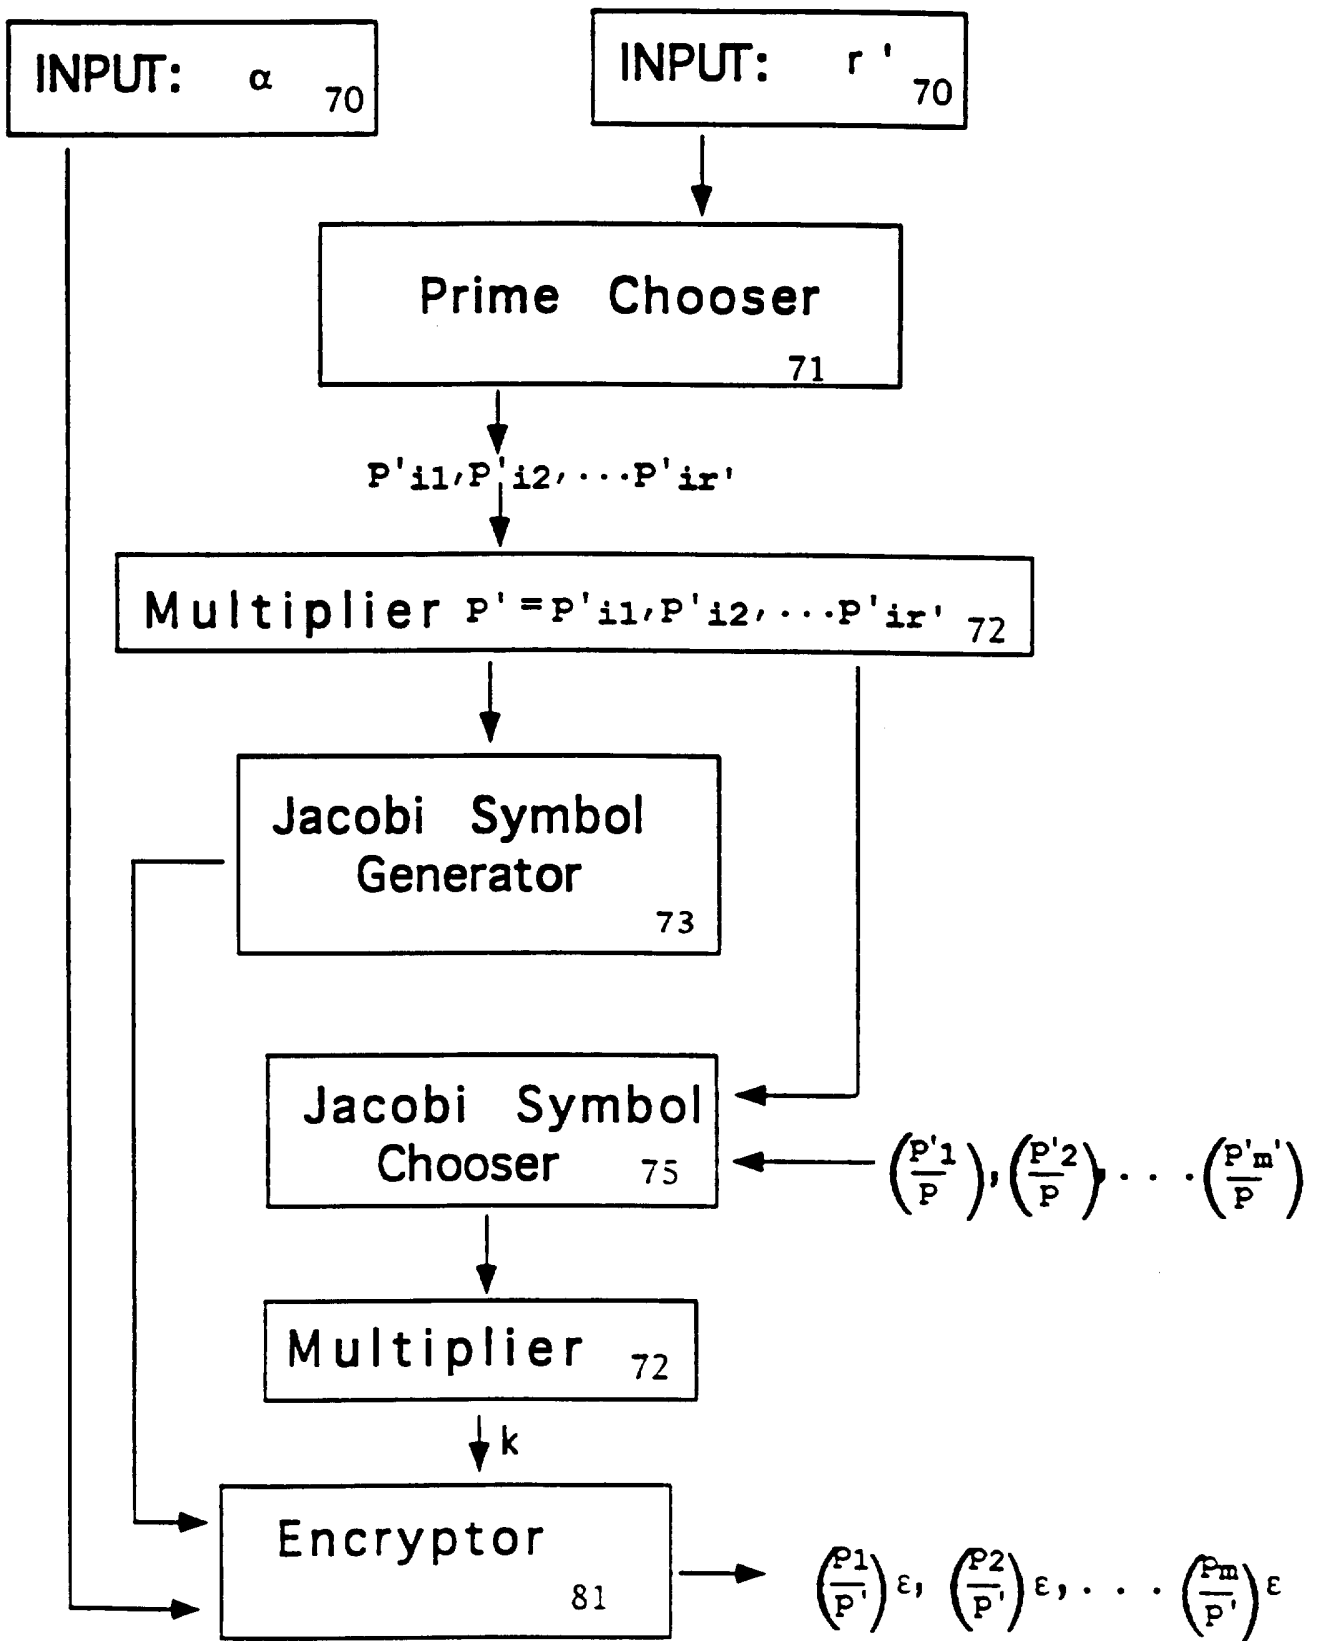 INPUT: α 70
INPUT: r ' 70
Prime Chooser
71
P'i1,P'i2,...P'ir'
Multiplier P'=P'i1,P'i2,...P'ir' 72
Jacobi Symbol
Generator
73
Jacobi Symbol
Chooser 75
(P'1/P),(P'2/P),...(P'm'/P)
Multiplier 72
k
Encryptor
81
(P1/P')ε, (P2/P')ε,...(Pm/P')ε